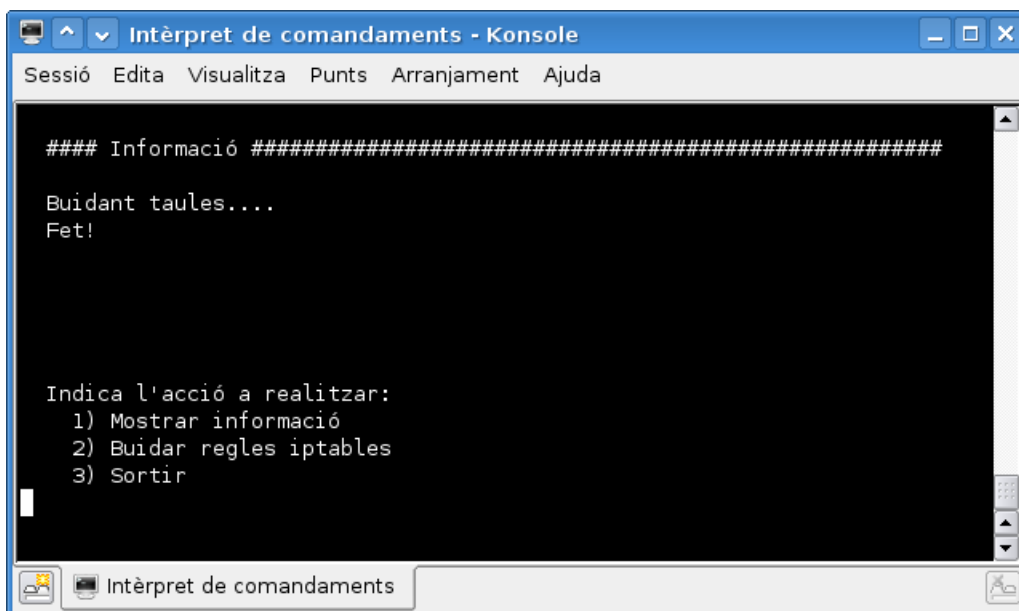 Intèrpret de comandaments - Konsole
Sessió Edita Visualitza Punts Arranjament Ajuda
#### Informació ######################################################
Buidant taules....
Fet!
Indica l'acció a realitzar:
1) Mostrar informació
2) Buidar regles iptables
3) Sortir
Intèrpret de comandaments